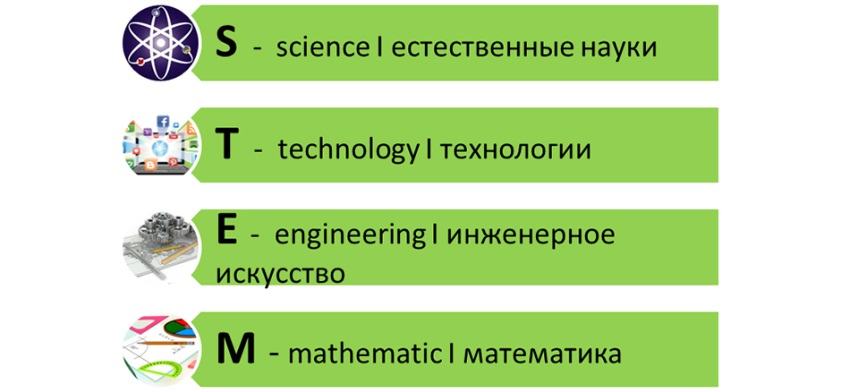 S - science I естественные науки
T - technology I технологии
E - engineering I инженерное
искусство
M - mathematic I математика